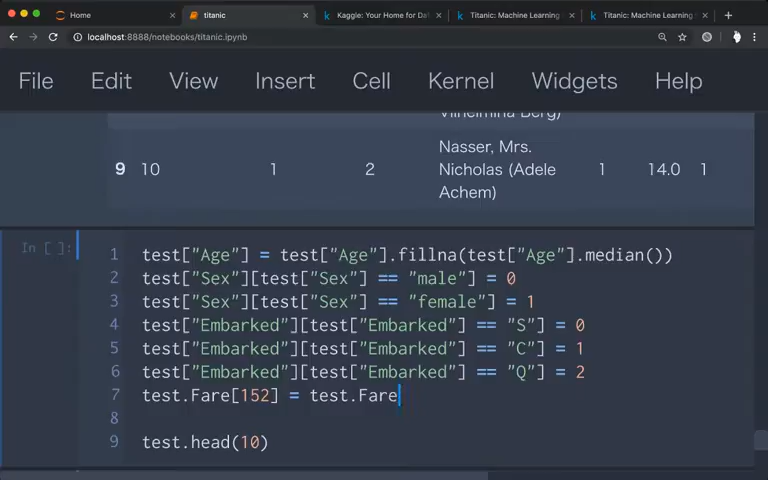 Home
titanic
Kaggle: Your Home for Da
Titanic: Machine Learning
Titanic: Machine Learning
localhost:8888/notebooks/titanic.ipynb
File Edit View Insert Cell Kernel Widgets Help
Vilhelmina Berg)
9 10 1 2 Nasser, Mrs. Nicholas (Adele Achem) 1 14.0 1
In [ ]:
1 test["Age"] = test["Age"].fillna(test["Age"].median())
2 test["Sex"][test["Sex"] == "male"] = 0
3 test["Sex"][test["Sex"] == "female"] = 1
4 test["Embarked"][test["Embarked"] == "S"] = 0
5 test["Embarked"][test["Embarked"] == "C"] = 1
6 test["Embarked"][test["Embarked"] == "Q"] = 2
7 test.Fare[152] = test.Fare
8
9 test.head(10)